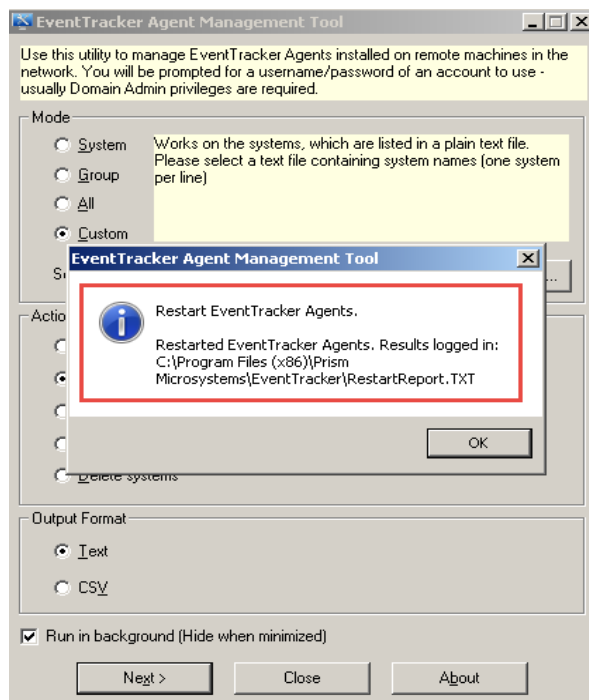 EventTracker Agent Management Tool
Use this utility to manage EventTracker Agents installed on remote machines in the
network. You will be prompted for a username/password of an account to use -
usually Domain Admin privileges are required.
Mode
System
Group
All
Custom
Works on the systems, which are listed in a plain text file.
Please select a text file containing system names (one system
per line)
EventTracker Agent Management Tool
Restart EventTracker Agents.
Restarted EventTracker Agents. Results logged in:
C:\Program Files (x86)\Prism
Microsystems\EventTracker\RestartReport.TXT
OK
...
Delete systems
Output Format
Text
CSV
Run in background (Hide when minimized)
Next >
Close
About